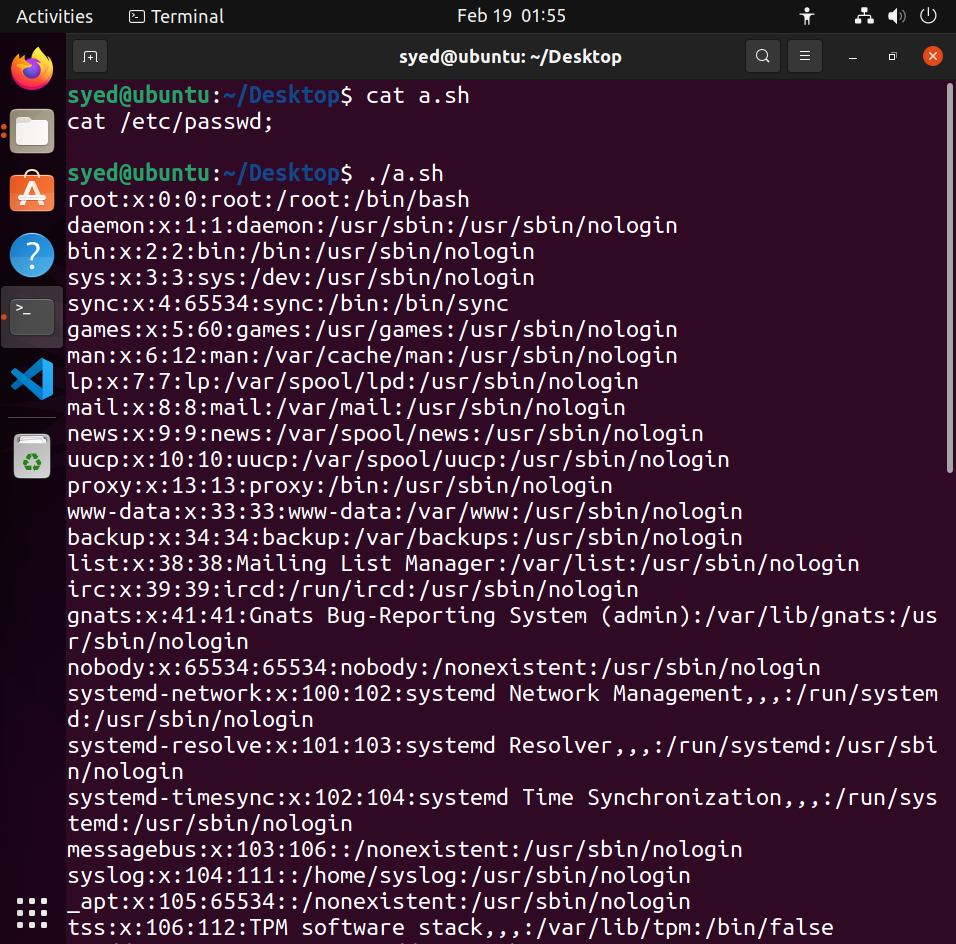 Activities Terminal Feb 19 01:55
syed@ubuntu: ~/Desktop
syed@ubuntu:~/Desktop$ cat a.sh
cat /etc/passwd;
syed@ubuntu:~/Desktop$ ./a.sh
root:x:0:0:root:/root:/bin/bash
daemon:x:1:1:daemon:/usr/sbin:/usr/sbin/nologin
bin:x:2:2:bin:/bin:/usr/sbin/nologin
sys:x:3:3:sys:/dev:/usr/sbin/nologin
sync:x:4:65534:sync:/bin:/bin/sync
games:x:5:60:games:/usr/games:/usr/sbin/nologin
man:x:6:12:man:/var/cache/man:/usr/sbin/nologin
lp:x:7:7:lp:/var/spool/lpd:/usr/sbin/nologin
mail:x:8:8:mail:/var/mail:/usr/sbin/nologin
news:x:9:9:news:/var/spool/news:/usr/sbin/nologin
uucp:x:10:10:uucp:/var/spool/uucp:/usr/sbin/nologin
proxy:x:13:13:proxy:/bin:/usr/sbin/nologin
www-data:x:33:33:www-data:/var/www:/usr/sbin/nologin
backup:x:34:34:backup:/var/backups:/usr/sbin/nologin
list:x:38:38:Mailing List Manager:/var/list:/usr/sbin/nologin
irc:x:39:39:ircd:/run/ircd:/usr/sbin/nologin
gnats:x:41:41:Gnats Bug-Reporting System (admin):/var/lib/gnats:/us
r/sbin/nologin
nobody:x:65534:65534:nobody:/nonexistent:/usr/sbin/nologin
systemd-network:x:100:102:systemd Network Management,,,:/run/system
d:/usr/sbin/nologin
systemd-resolve:x:101:103:systemd Resolver,,,:/run/systemd:/usr/sbi
n/nologin
systemd-timesync:x:102:104:systemd Time Synchronization,,,:/run/sys
temd:/usr/sbin/nologin
messagebus:x:103:106::/nonexistent:/usr/sbin/nologin
syslog:x:104:111::/home/syslog:/usr/sbin/nologin
_apt:x:105:65534::/nonexistent:/usr/sbin/nologin
tss:x:106:112:TPM software stack,,,:/var/lib/tpm:/bin/false